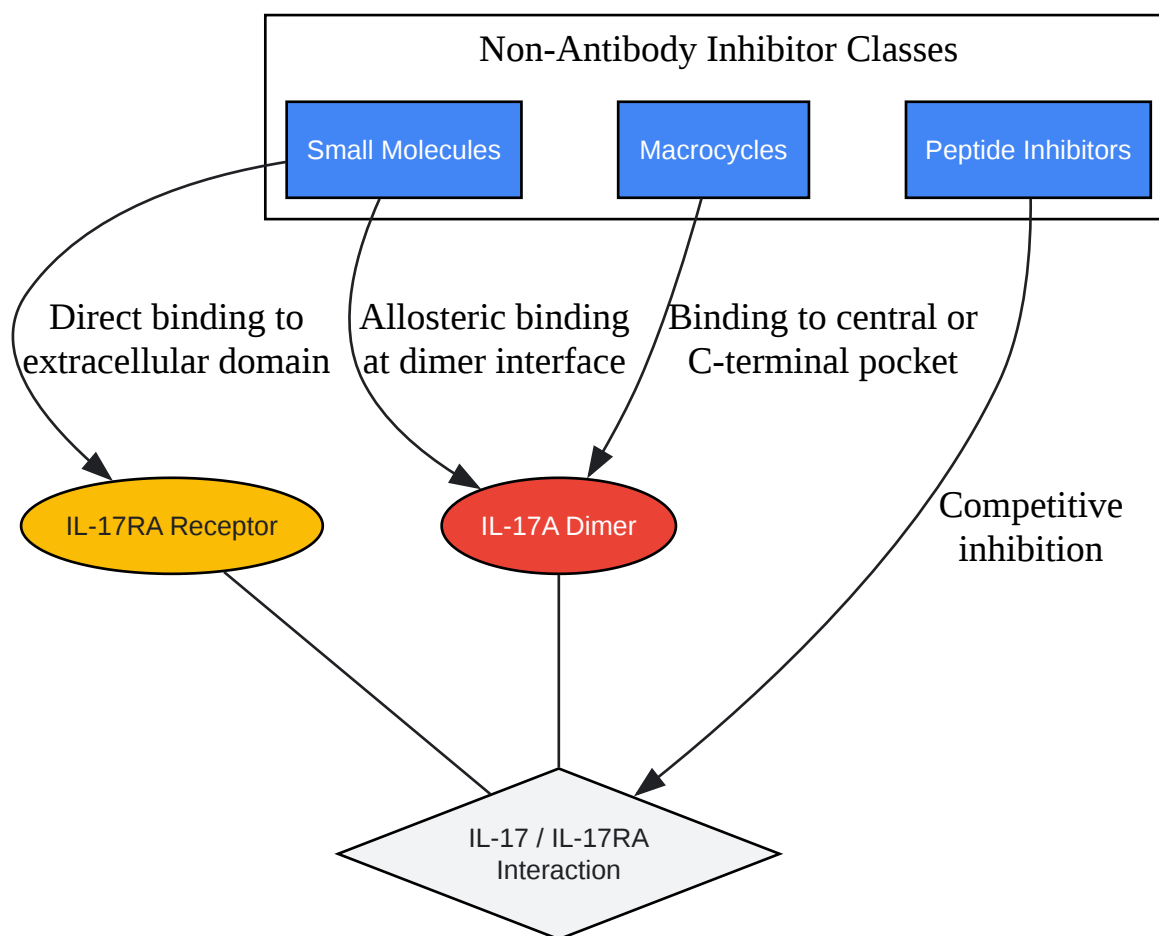 Non-Antibody Inhibitor Classes
Small Molecules
Macrocycles
Peptide Inhibitors
Direct binding to
extracellular domain
Allosteric binding
at dimer interface
Binding to central or
C-terminal pocket
Competitive
inhibition
IL-17RA Receptor
IL-17A Dimer
IL-17 / IL-17RA
Interaction